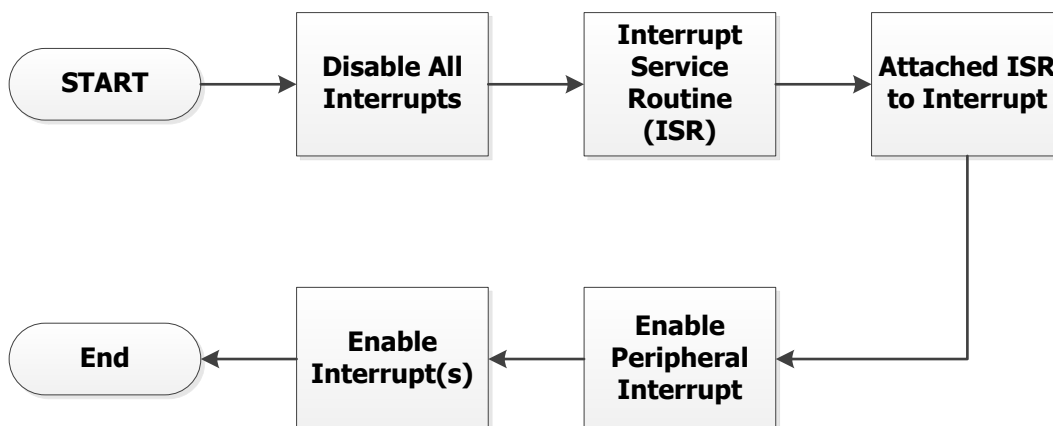 START
Disable All
Interrupts
Interrupt
Service
Routine
(ISR)
Attached ISR
to Interrupt
Enable
Peripheral
Interrupt
Enable
Interrupt(s)
End